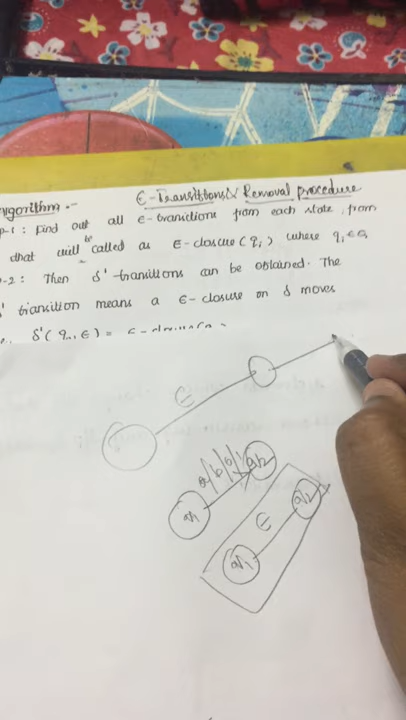 ε-Transitions & Removal procedure
Algorithm :-
p-1: Find out all ε-transitions from each state from
that will be called as ε-closure (qi) where qi∈Q
p-2: Then δ' transitions can be obtained. The
δ' transition means a ε-closure on δ moves
δ'(q, ε) =
ε
a/b/0/1
q1
q2
ε
q1
q2